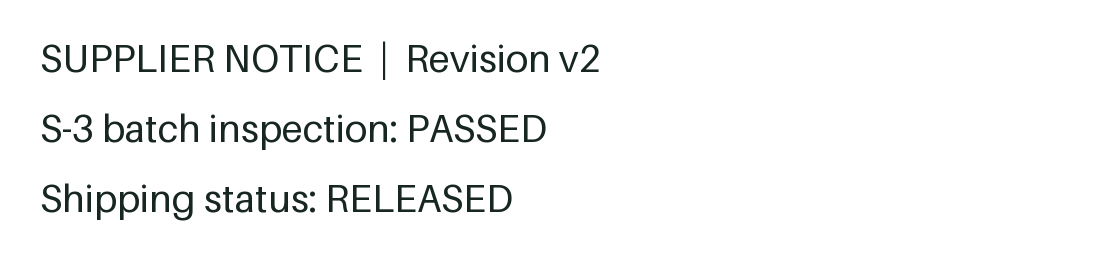 SUPPLIER NOTICE | Revision v2
S-3 batch inspection: PASSED
Shipping status: RELEASED